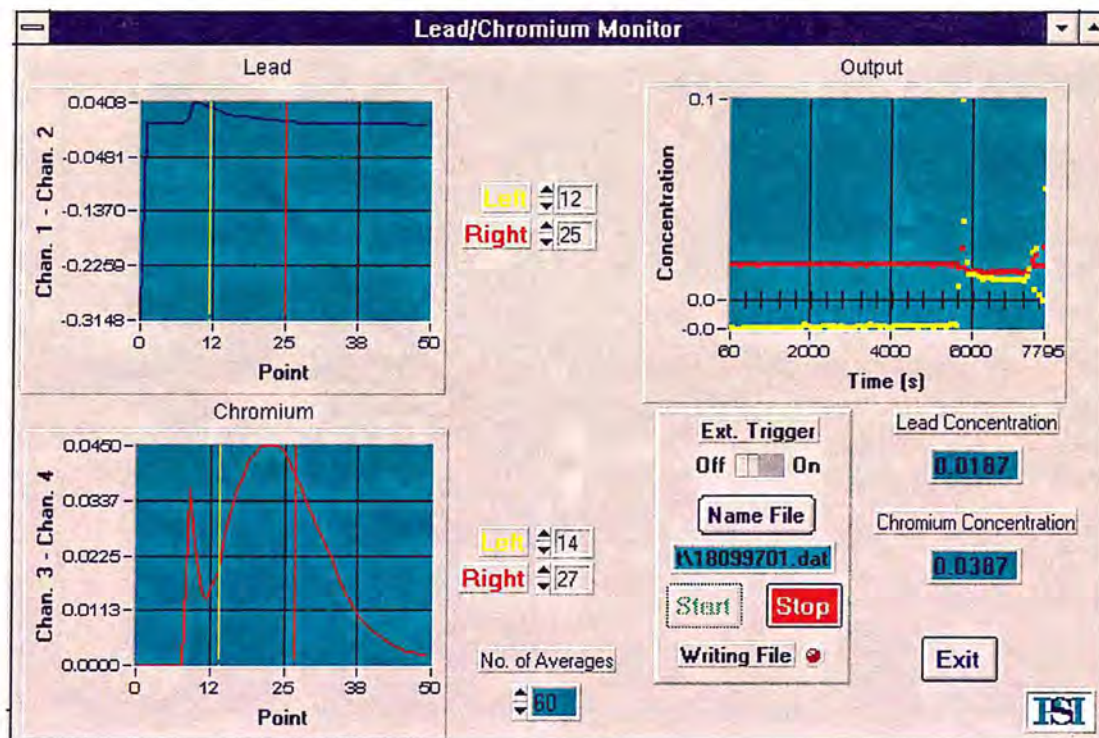 Lead/Chromium Monitor
Lead
Chan. 1 - Chan. 2
0.0408
-0.0481
-0.1370
-0.2259
-0.3148
0 12 25 38 50
Point
Left 12
Right 25
Output
Concentration
0.1
0.0
-0.0
60 2000 4000 6000 7795
Time (s)
Chromium
Chan. 3 - Chan. 4
0.0450
0.0337
0.0225
0.0113
0.0000
0 12 25 38 50
Point
Left 14
Right 27
No. of Averages
60
Ext. Trigger
Off On
Name File
t\18099701.dat
Start Stop
Writing File
Lead Concentration
0.0187
Chromium Concentration
0.0387
Exit
PSI